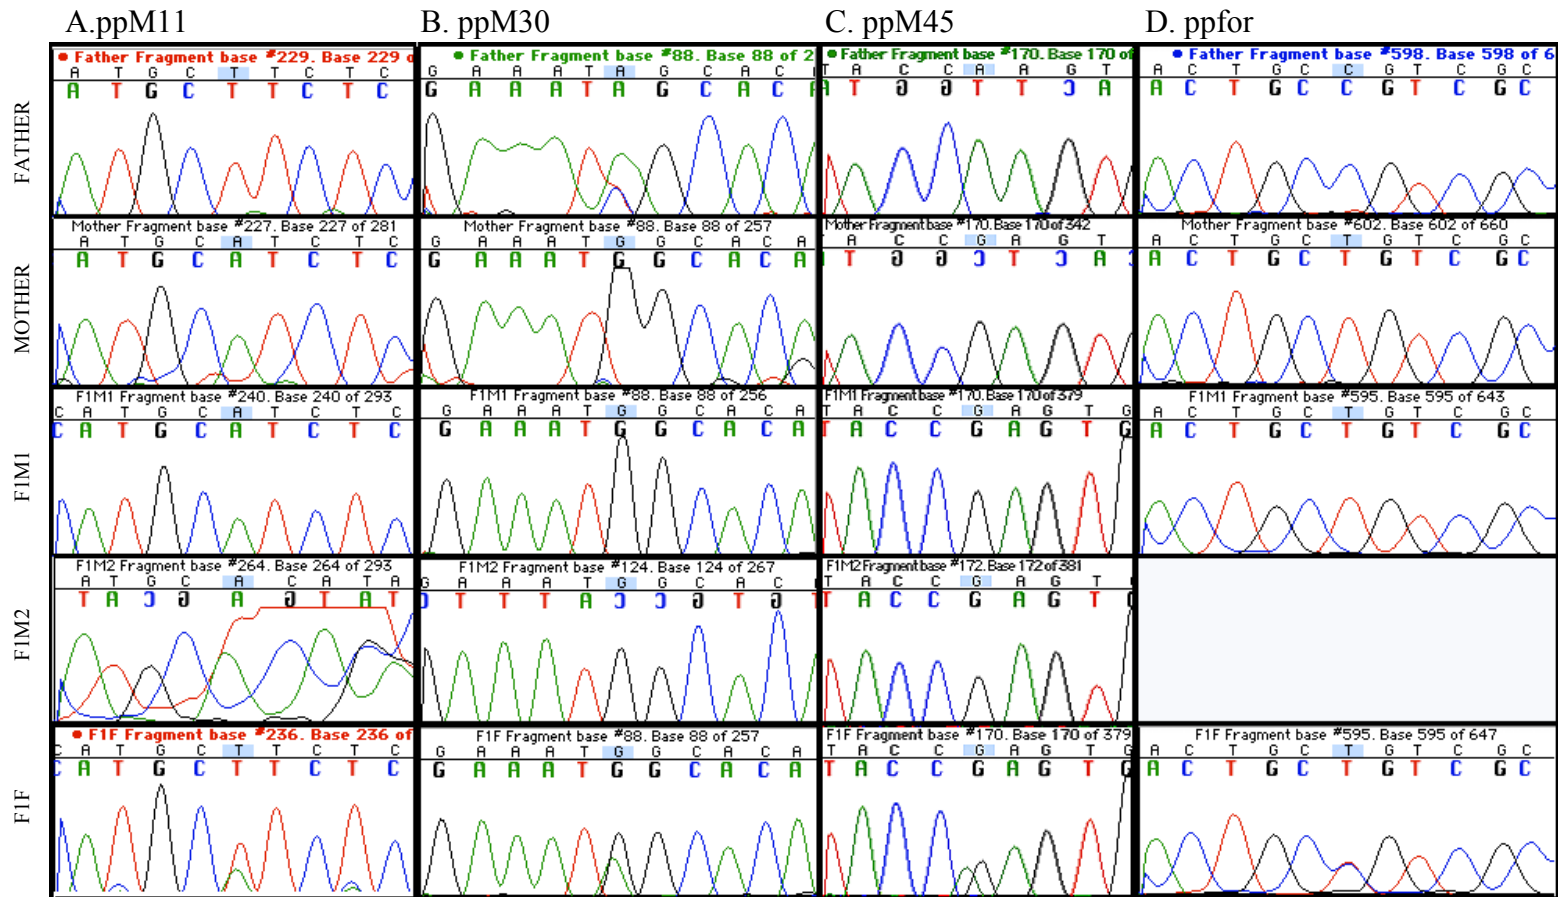 A.ppM11 B. ppM30 C. ppM45 D. ppfor
FATHER
Father Fragment base #229. Base 229 o
A T G C T T C T C
A T G C T T C T C
Father Fragment base #88. Base 88 of 2
G A A A T A G C A C
G A A A T A G C A C
Father Fragment base #170. Base 170 of
T A C C A A G T
A T G G T T C A
Father Fragment base #598. Base 598 of 6
A C T G C C G T C G C
A C T G C C G T C G C
MOTHER
Mother Fragment base #227. Base 227 of 281
A T G C A T C T C
A T G C A T C T C
Mother Fragment base #88. Base 88 of 257
G A A A T G G C A C A
G A A A T G G C A C A
Mother Fragment base #170. Base 170 of 342
A C C G A G T
T G G C T C A
Mother Fragment base #602. Base 602 of 660
A C T G C T G T C G C
A C T G C T G T C G C
F1M1
F1M1 Fragment base #240. Base 240 of 293
C A T G C A T C T C
C A T G C A T C T C
F1M1 Fragment base #88. Base 88 of 256
G A A A T G G C A C A
G A A A T G G C A C A
F1M1 Fragment base #170. Base 170 of 379
T A C C G A G T G
T A C C G A G T G
F1M1 Fragment base #595. Base 595 of 643
A C T G C T G T C G C
A C T G C T G T C G C
F1M2
F1M2 Fragment base #264. Base 264 of 293
A T G C A C A T A
T A C G A G T A T
F1M2 Fragment base #124. Base 124 of 267
G A A A T G G C A C
C T T T A C C G T G T
F1M2 Fragment base #172. Base 172 of 381
T A C C G A G T
T A C C G A G T
F1F
F1F Fragment base #236. Base 236 of
C A T G C T T C T C
C A T G C T T C T C
F1F Fragment base #88. Base 88 of 257
G A A A T G G C A C A
G A A A T G G C A C A
F1F Fragment base #170. Base 170 of 379
T A C C G A G T G
T A C C G A G T G
F1F Fragment base #595. Base 595 of 647
A C T G C T G T C G C
A C T G C T G T C G C